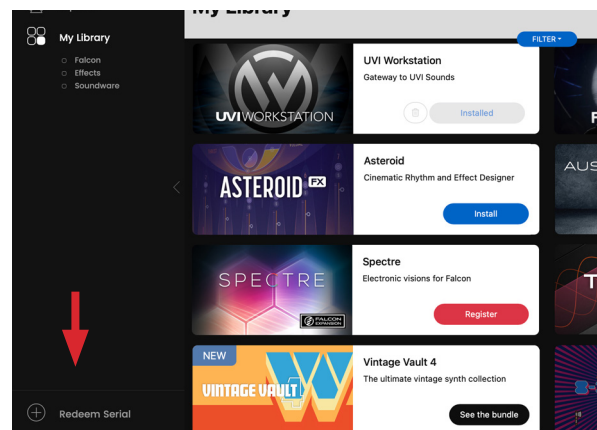 My Library
My Library
Falcon
Effects
Soundware
Redeem Serial
FILTER
UVIWORKSTATION
UVI Workstation
Gateway to UVI Sounds
Installed
ASTEROID FX
Asteroid
Cinematic Rhythm and Effect Designer
Install
AUS
SPECTRE
FALCON
EXPANSION
Spectre
Electronic visions for Falcon
Register
T
NEW
VINTAGE VAULT
Vintage Vault 4
The ultimate vintage synth collection
See the bundle